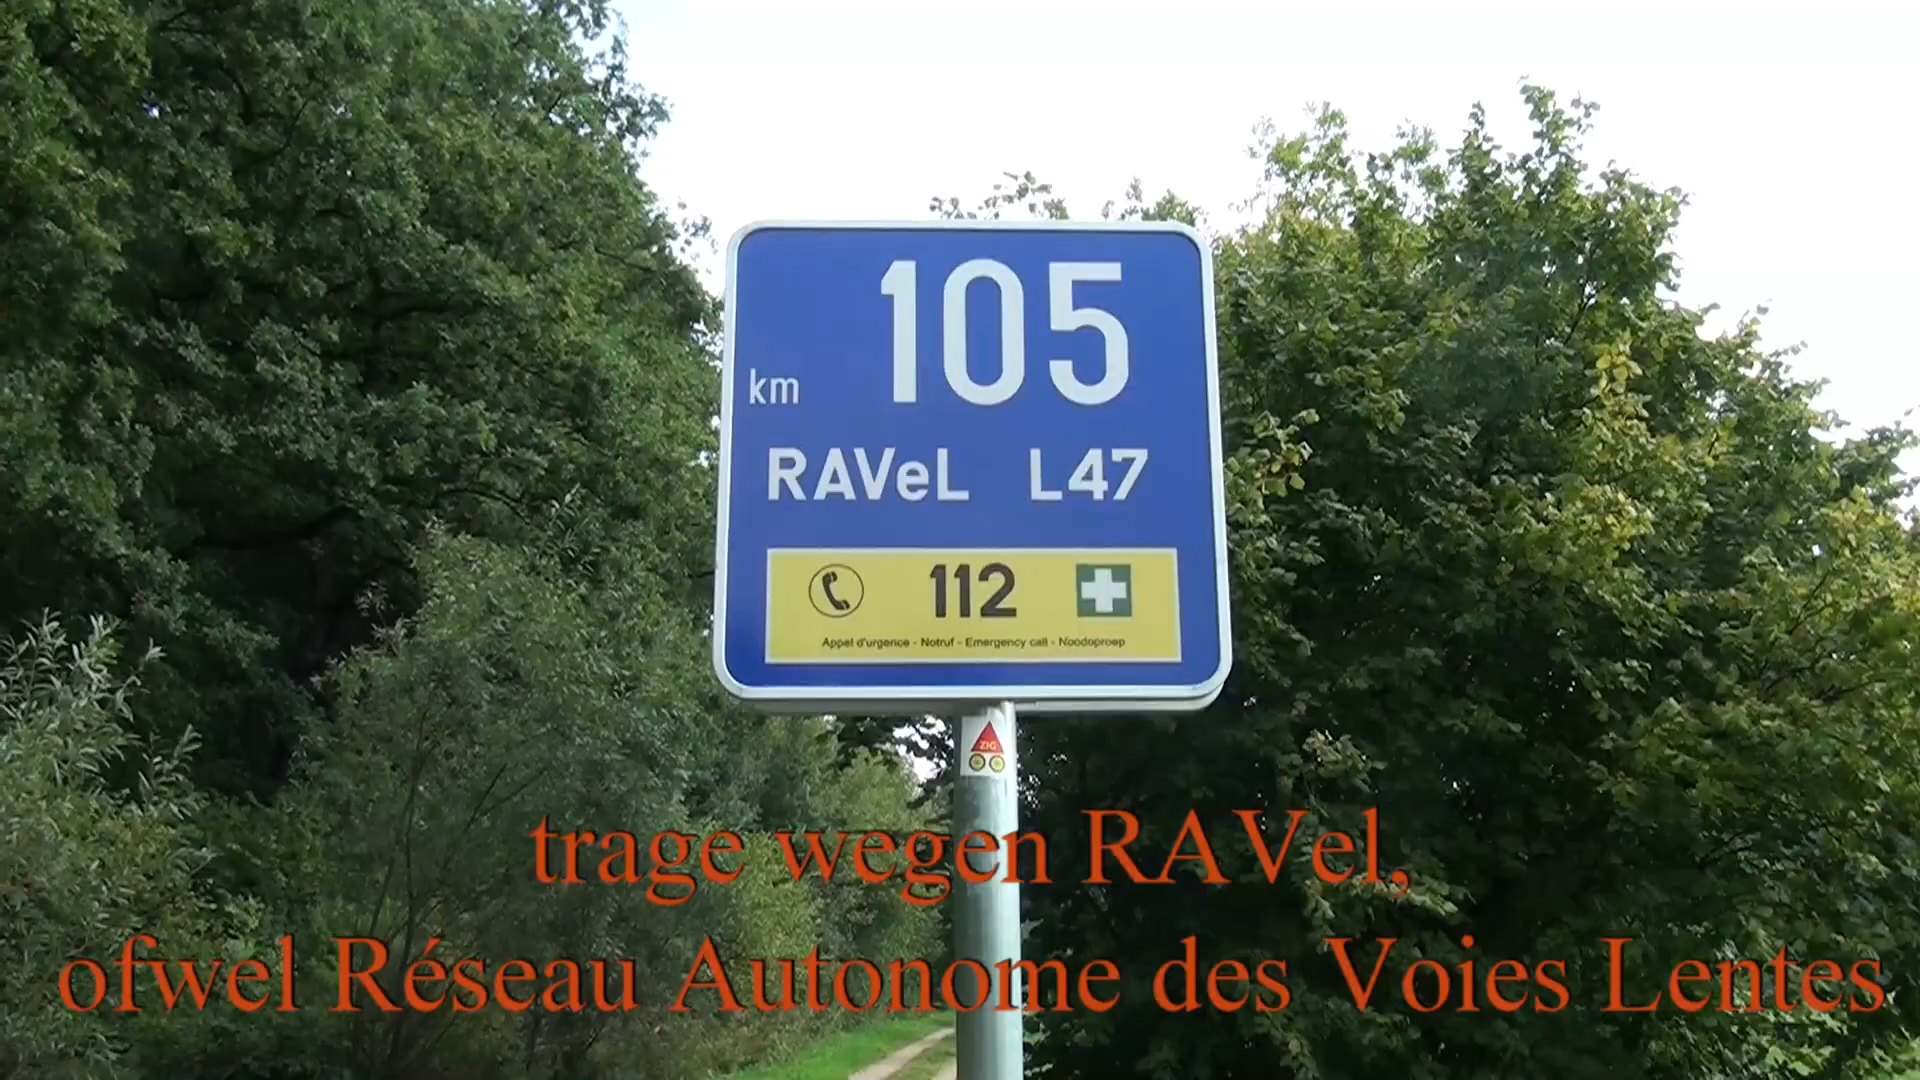 105
km
RAVeL L47
112
Appel d'urgence - Notruf - Emergency call - Noodoproep
ZIG
trage wegen RAVel,
ofwel Réseau Autonome des Voies Lentes